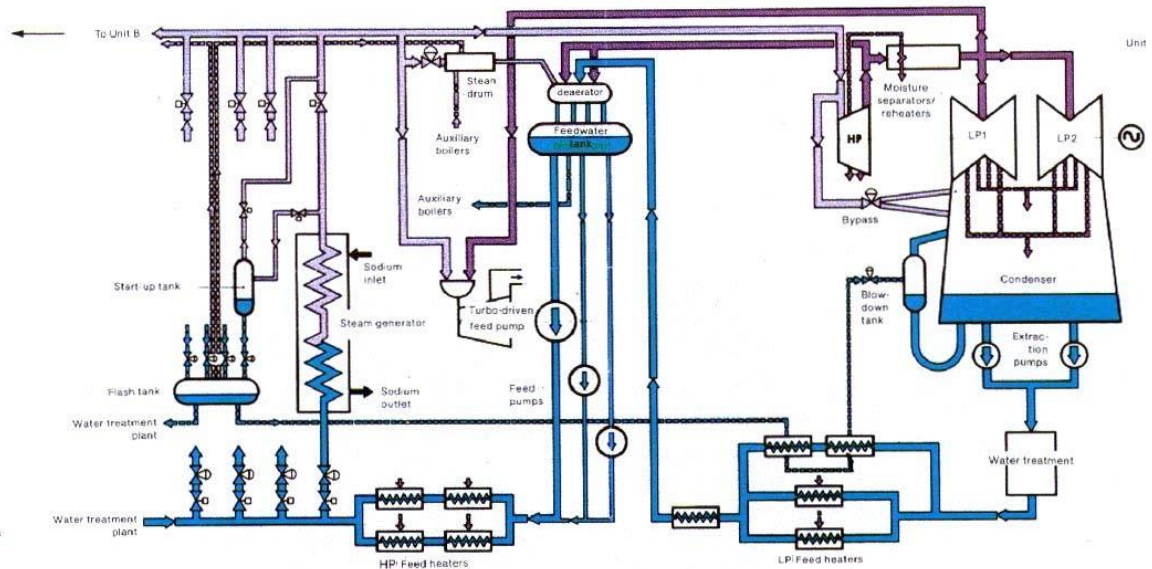 To Unit B
Unit
Stean
drum
deaerator
Feedwater
tank
Moisture
separators/
reheaters
HP
LP1
LP2
Auxiliary
boilers
Auxiliary
boilers
Bypass
Sodium
inlet
Start-up tank
Steam generator
Turbo-driven
feed pump
Condenser
Blow-
down
tank
Extrac-
tion
pumps
Flash tank
Sodium
outlet
Feed
pumps
Water treatment
plant
Water treatment
Water treatment
plant
HP Feed heaters
LP Feed heaters